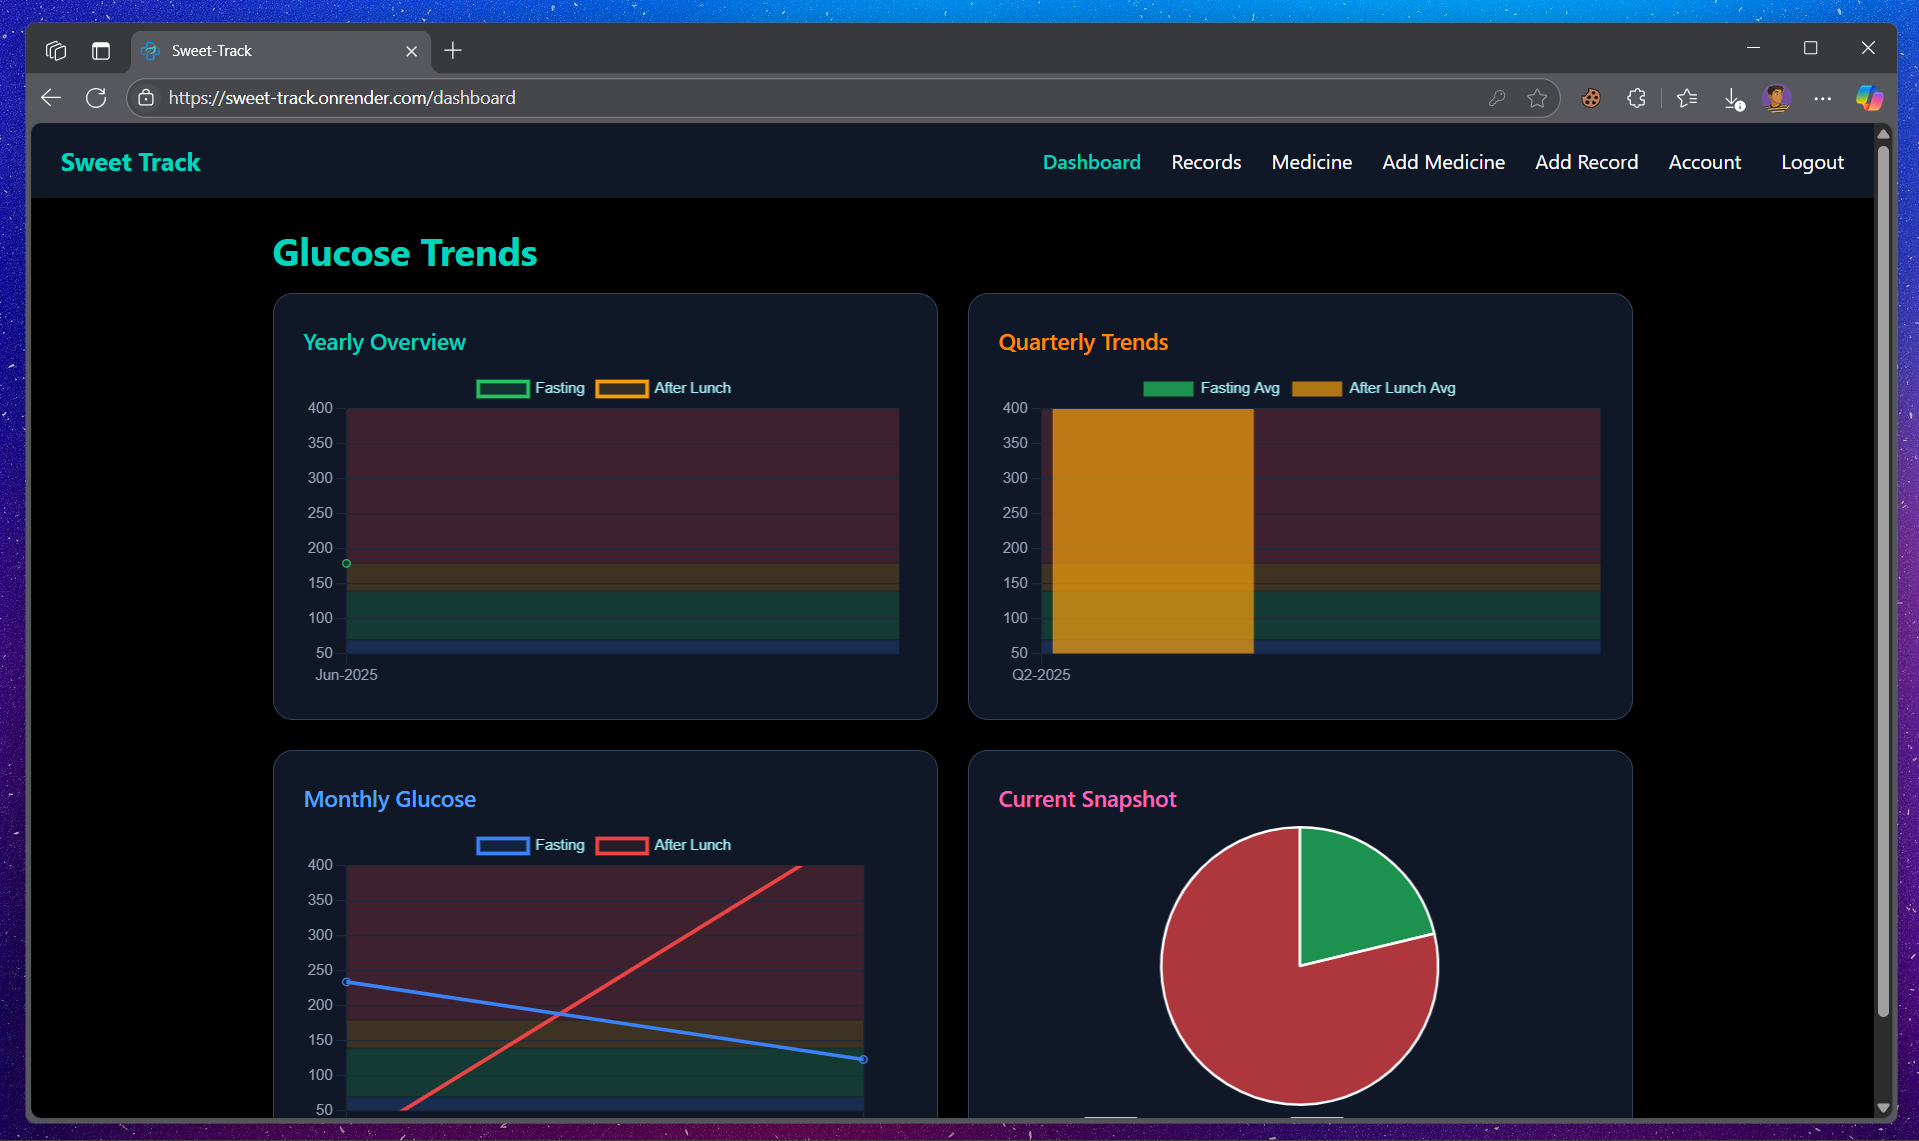 Sweet-Track
https://sweet-track.onrender.com/dashboard
Sweet Track
Dashboard Records Medicine Add Medicine Add Record Account Logout
Glucose Trends
Yearly Overview
Fasting After Lunch
400
350
300
250
200
150
100
50
Jun-2025
Quarterly Trends
Fasting Avg After Lunch Avg
400
350
300
250
200
150
100
50
Q2-2025
Monthly Glucose
Fasting After Lunch
400
350
300
250
200
150
100
50
Current Snapshot